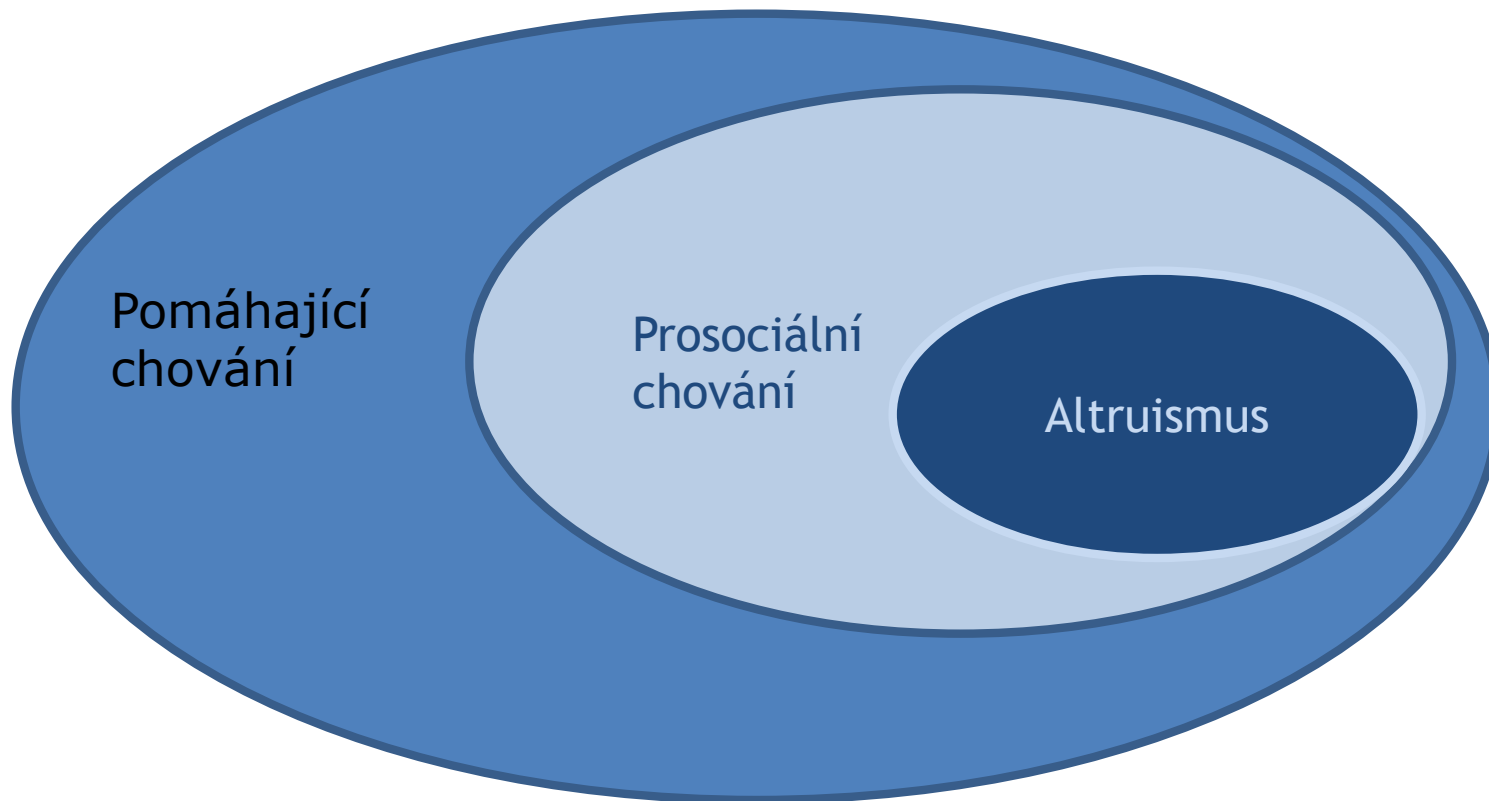 Pomáhající
chování
Prosociální
chování
Altruismus